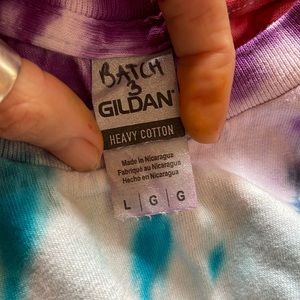 BATCH
3
GILDAN®
HEAVY COTTON
Made in Nicaragua
Fabriqué au Nicaragua
Hecho en Nicaragua
L | G | G